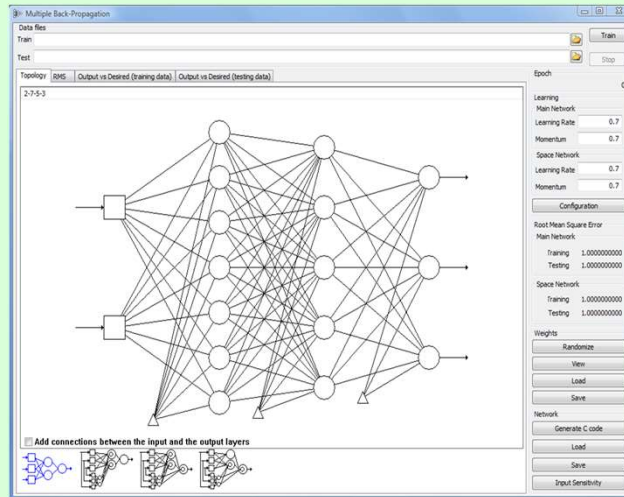 Multiple Back-Propagation
Data files
Train
Train
Test
Stop
Topology
RMS
Output vs Desired (training data)
Output vs Desired (testing data)
2-7-5-3
Add connections between the input and the output layers
Epoch
0
Learning
Main Network
Learning Rate 0.7
Momentum 0.7
Space Network
Learning Rate 0.7
Momentum 0.7
Configuration
Root Mean Square Error
Main Network
Training 1.0000000000
Testing 1.0000000000
Space Network
Training 1.0000000000
Testing 1.0000000000
Weights
Randomize
View
Load
Save
Network
Generate C code
Load
Save
Input Sensitivity